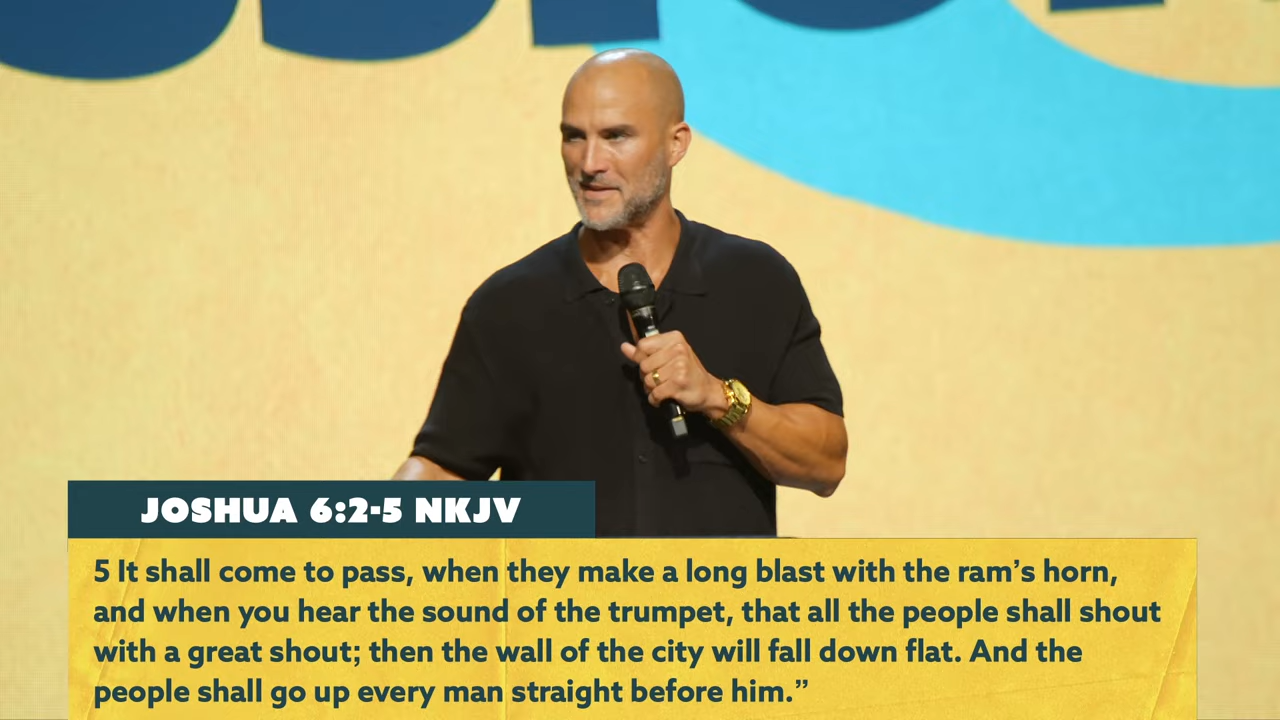 JOSHUA 6:2-5 NKJV
5 It shall come to pass, when they make a long blast with the ram’s horn,
and when you hear the sound of the trumpet, that all the people shall shout
with a great shout; then the wall of the city will fall down flat. And the
people shall go up every man straight before him.”